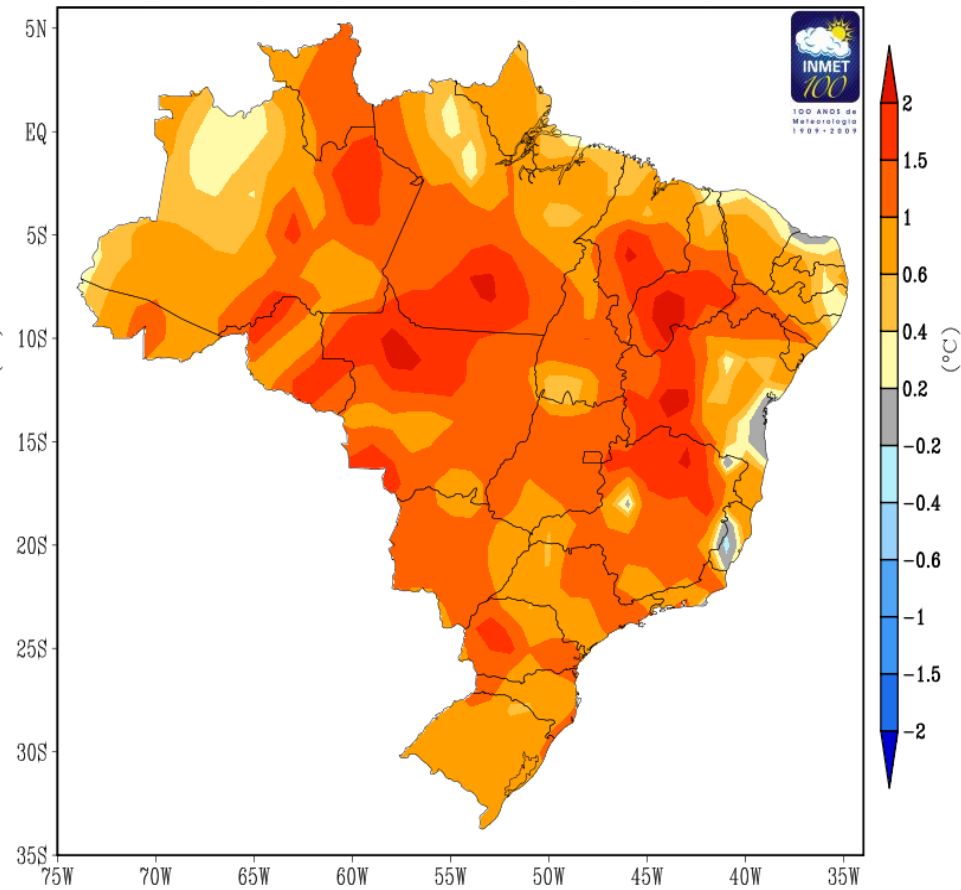 5N
EQ
5S
10S
15S
20S
25S
30S
35S
75W
70W
65W
60W
55W
50W
45W
40W
35W
INMET
100
100 ANOS de
Meteorologia
1909•2009
2
1.5
1
0.6
0.4
0.2
−0.2
−0.4
−0.6
−1
−1.5
−2
(°C)